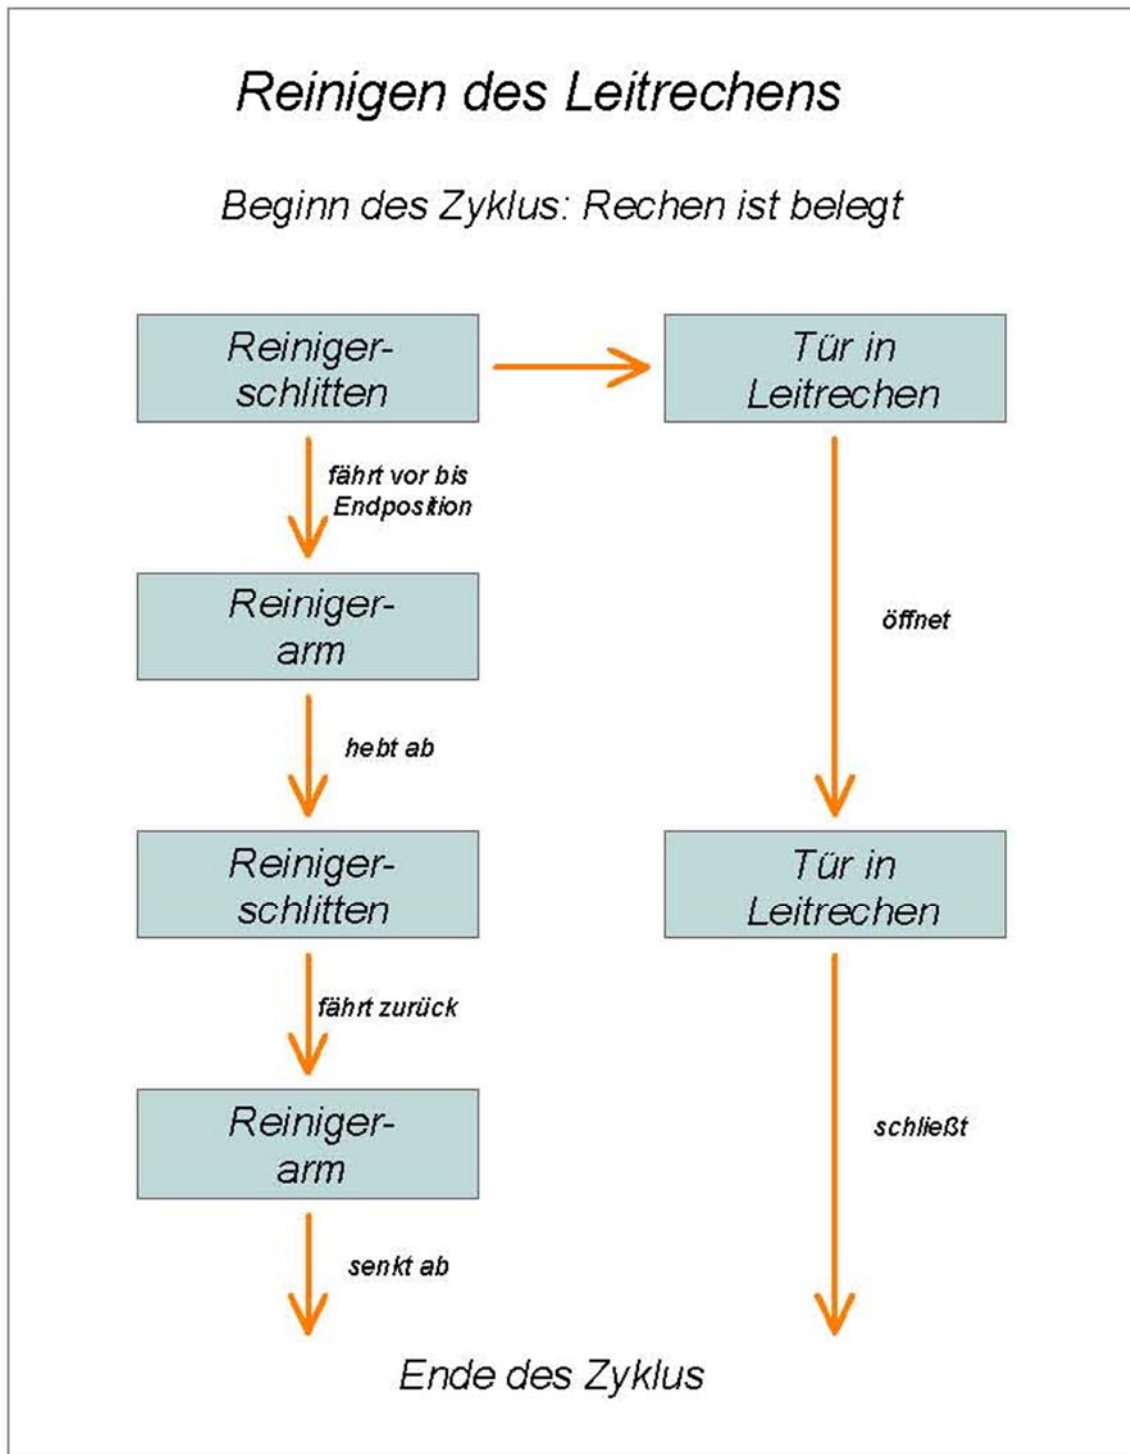 Reinigen des Leitrechens
Beginn des Zyklus: Rechen ist belegt
Reiniger-
schlitten
Tür in
Leitrechen
fährt vor bis
Endposition
Reiniger-
arm
öffnet
hebt ab
Reiniger-
schlitten
Tür in
Leitrechen
fährt zurück
Reiniger-
arm
schließt
senkt ab
Ende des Zyklus